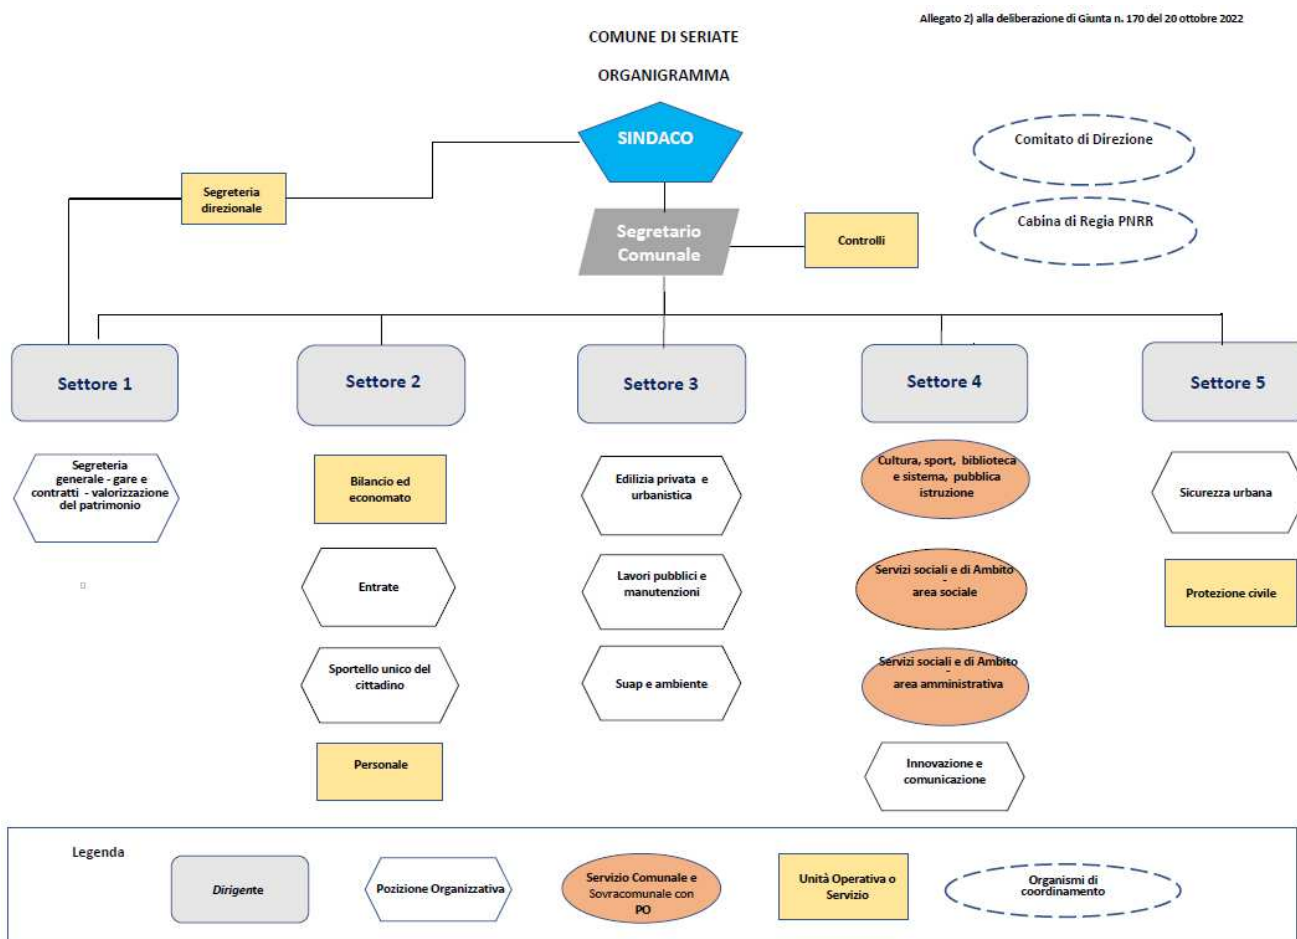 Allegato 2) alla deliberazione di Giunta n. 170 del 20 ottobre 2022
COMUNE DI SERIATE
ORGANIGRAMMA
SINDACO
Comitato di Direzione
Segreteria
direzionale
Cabina di Regia PNRR
Segretario
Comunale
Controlli
Settore 1
Settore 2
Settore 3
Settore 4
Settore 5
Segreteria
generale - gare e
contratti - valorizzazione
del patrimonio
Bilancio ed
economato
Entrate
Sportello unico del
cittadino
Personale
Edilizia privata e
urbanistica
Lavori pubblici e
manutenzioni
Suap e ambiente
Cultura, sport, biblioteca
e sistema, pubblica
istruzione
Servizi sociali e di Ambito
-
area sociale
Servizi sociali e di Ambito
-
area amministrativa
Innovazione e
comunicazione
Sicurezza urbana
Protezione civile
Legenda
Dirigente
Pozione Organizzativa
Servizio Comunale e
Sovracomunale con
PO
Unità Operativa o
Servizio
Organismi di
coordinamento